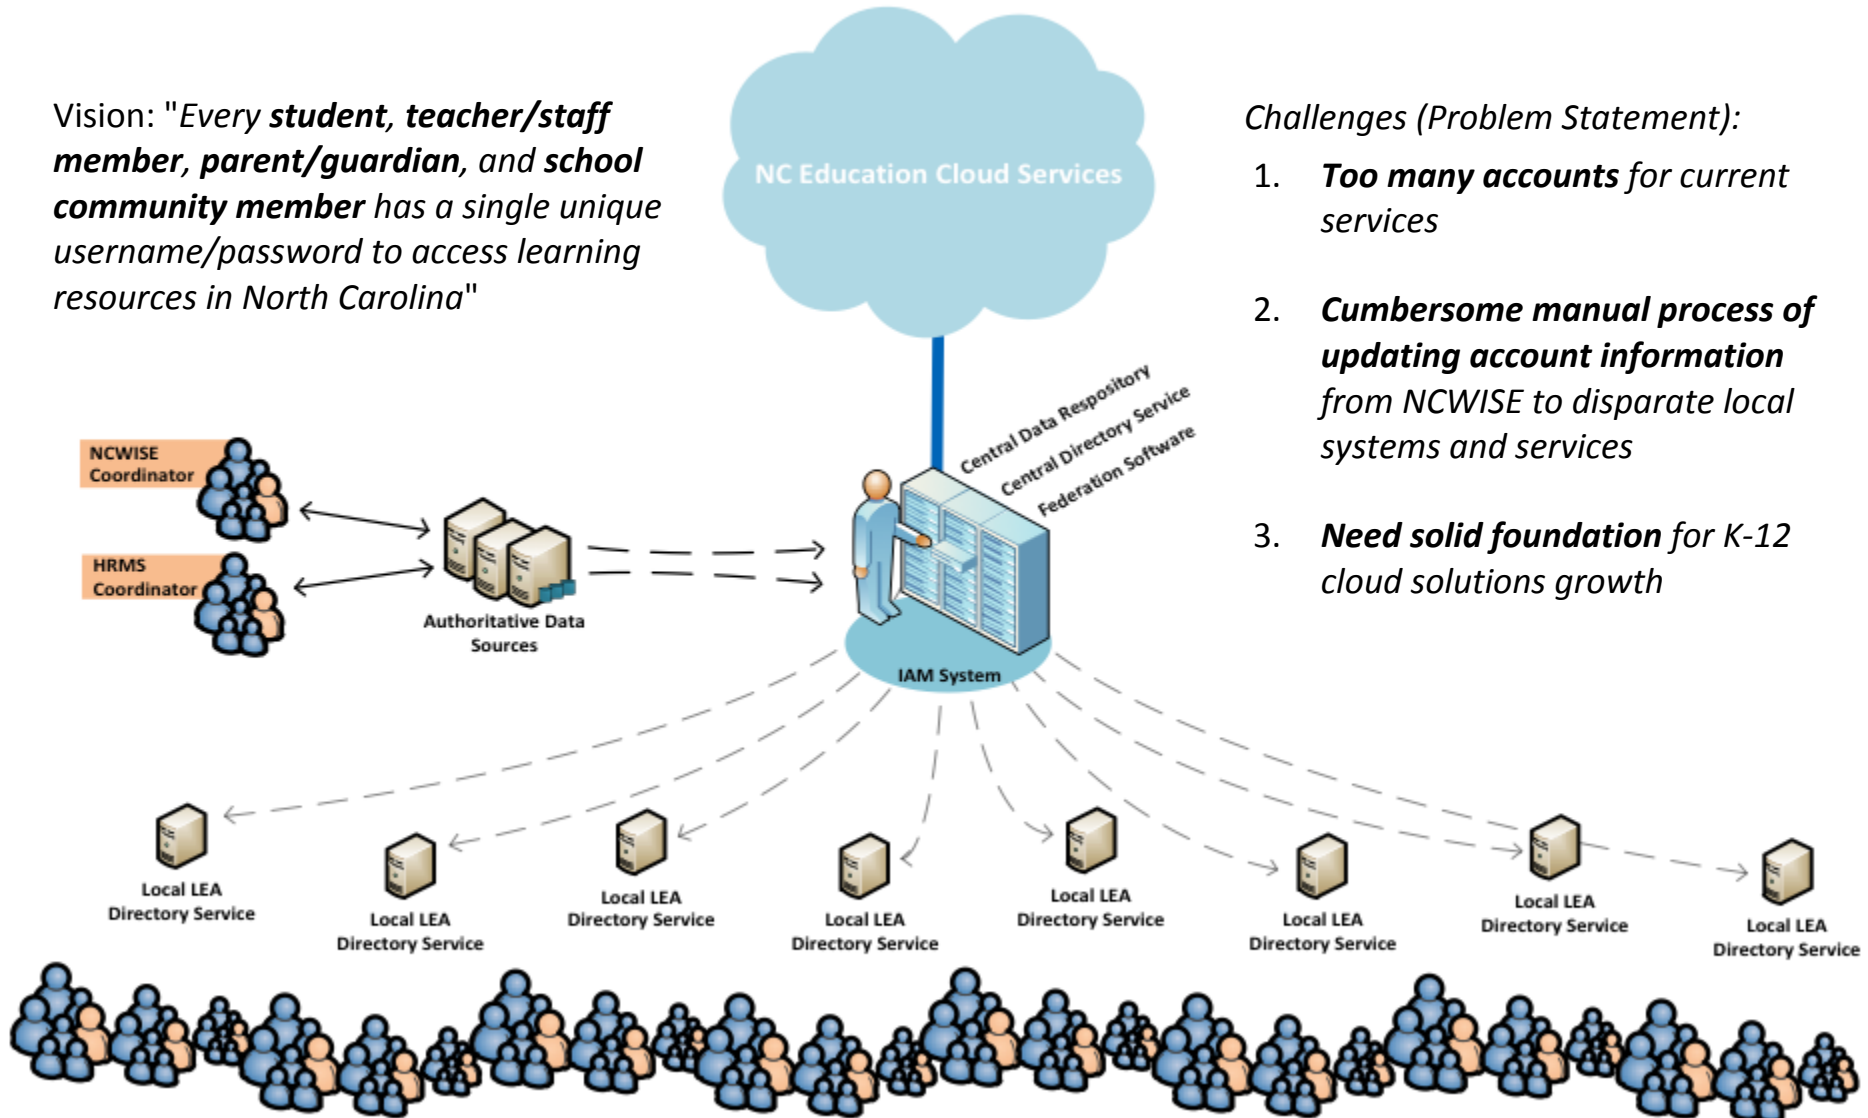 Vision: "Every student, teacher/staff
member, parent/guardian, and school
community member has a single unique
username/password to access learning
resources in North Carolina"
NC Education Cloud Services
Challenges (Problem Statement):
1. Too many accounts for current
services
2. Cumbersome manual process of
updating account information
from NCWISE to disparate local
systems and services
3. Need solid foundation for K-12
cloud solutions growth
NCWISE
Coordinator
HRMS
Coordinator
Authoritative Data
Sources
Central Data Respository
Central Directory Service
Federation Software
IAM System
Local LEA
Directory Service
Local LEA
Directory Service
Local LEA
Directory Service
Local LEA
Directory Service
Local LEA
Directory Service
Local LEA
Directory Service
Local LEA
Directory Service
Local LEA
Directory Service